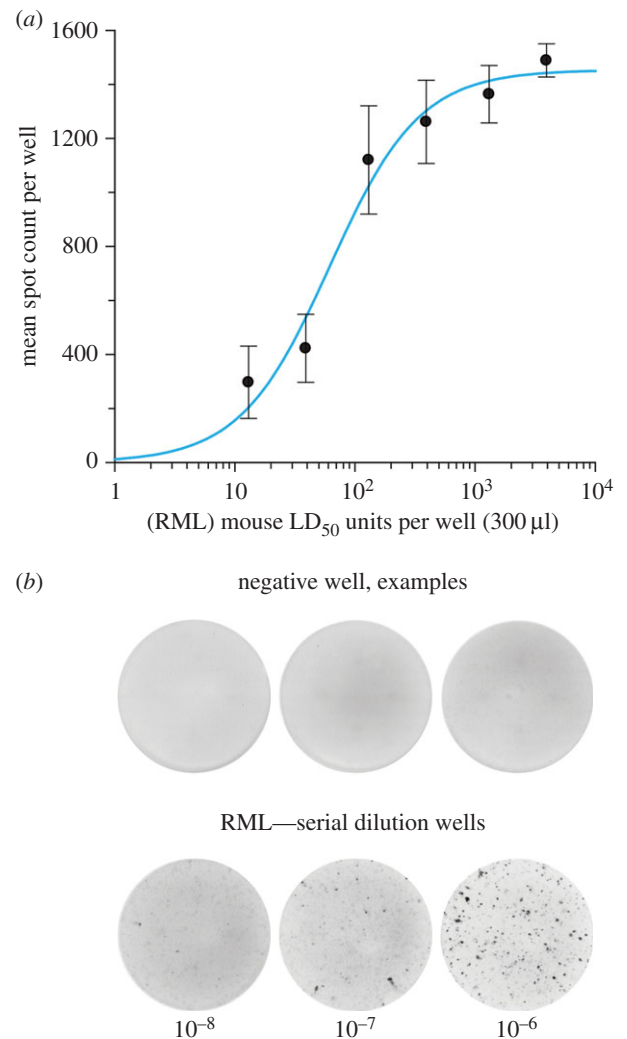 (a)
1600
1200
800
400
0
mean spot count per well
1 10 10² 10³ 10⁴
(RML) mouse LD₅₀ units per well (300 µl)
(b)
negative well, examples
RML—serial dilution wells
10⁻⁸ 10⁻⁷ 10⁻⁶